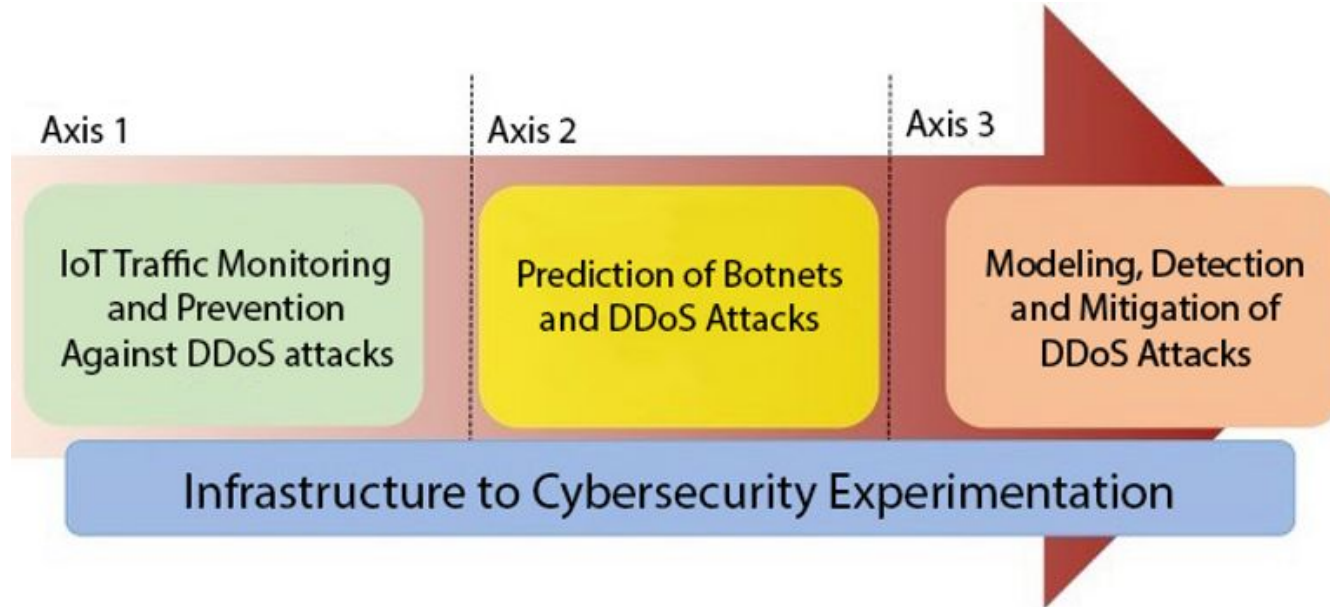 Axis 1
IoT Traffic Monitoring
and Prevention
Against DDoS attacks
Axis 2
Prediction of Botnets
and DDoS Attacks
Axis 3
Modeling, Detection
and Mitigation of
DDoS Attacks
Infrastructure to Cybersecurity Experimentation